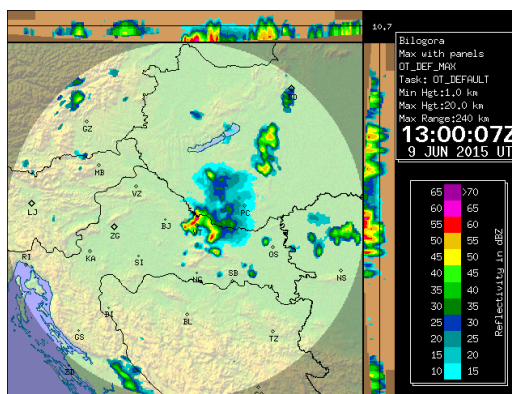 10.7
Bilogora
Max with panels
OT_DEF_MAX
Task: OT_DEFAULT
Min Hgt:1.0 km
Max Hgt:20.0 km
Max Range:240 km
13:00:07Z
9 JUN 2015 UT
GZ
MB
VZ
LJ
ZG
BJ
PC
KA
SI
OS
RI
SB
NS
BI
BL
GS
TZ
ZD
65 >70
60 65
55 60
50 55
45 50
40 45
35 40
30 35
25 30
20 25
15 20
10 15
Reflectivity in dBZ